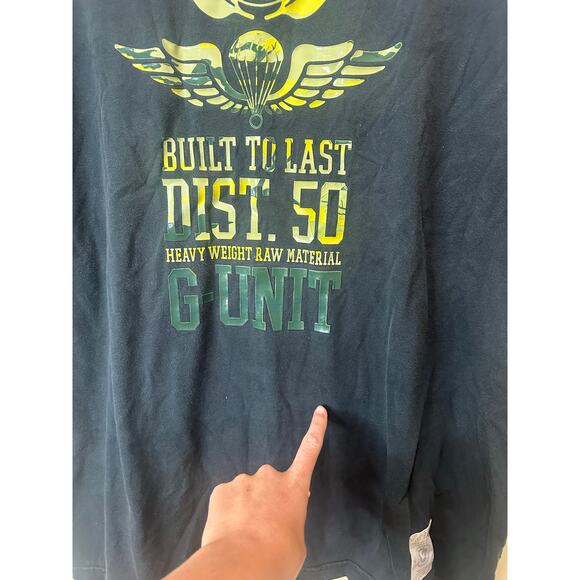 BUILT TO LAST
DIST. 50
HEAVY WEIGHT RAW MATERIAL
G-UNIT